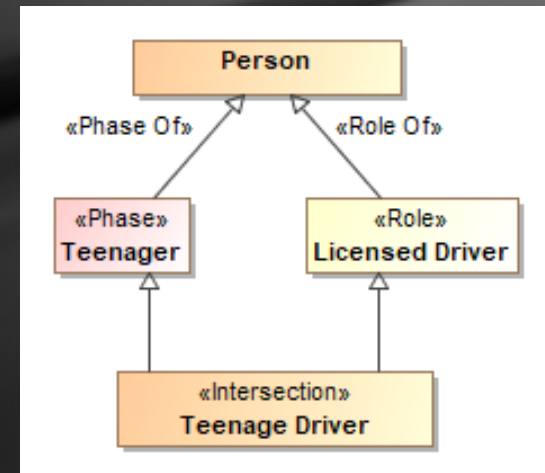 Person
«Phase Of»
«Role Of»
«Phase»
Teenager
«Role»
Licensed Driver
«Intersection»
Teenage Driver